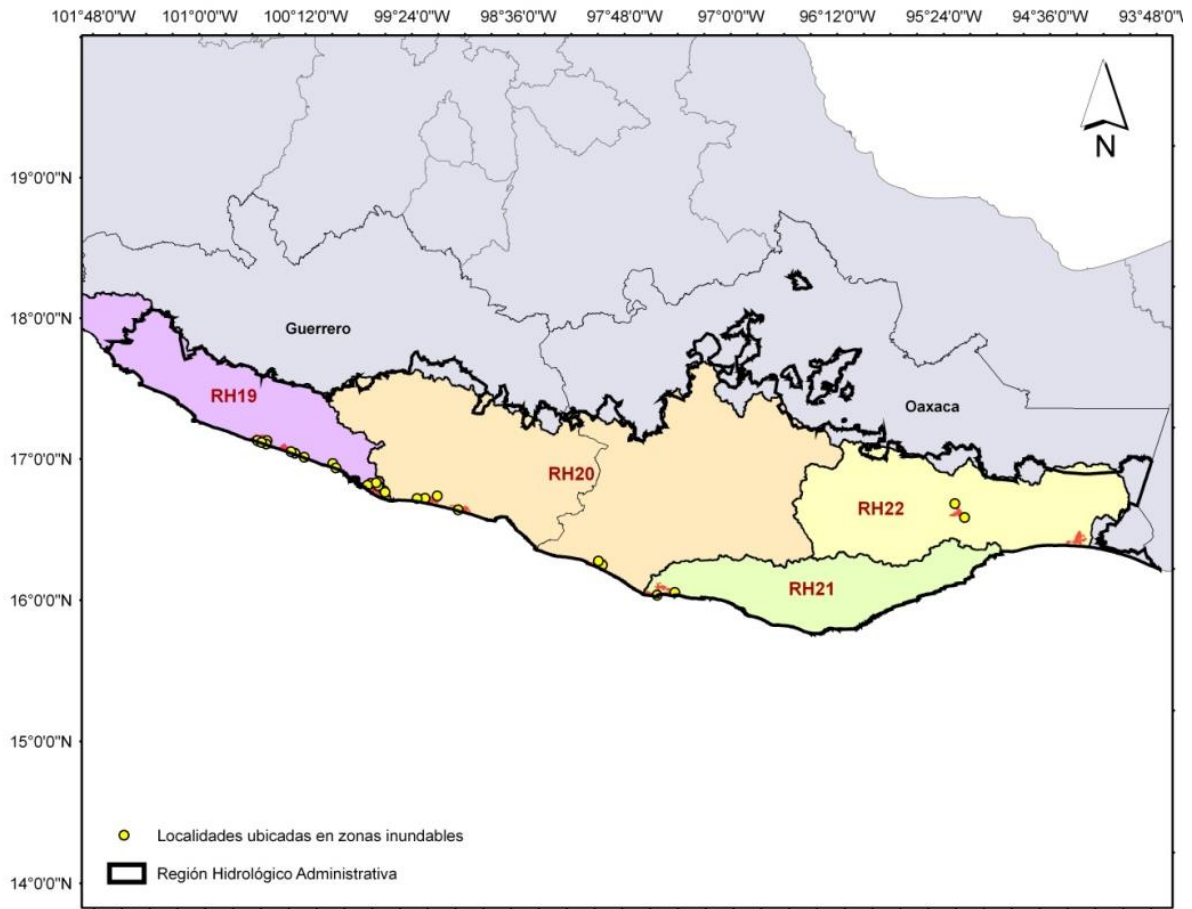 101°48'0"W 101°0'0"W 100°12'0"W 99°24'0"W 98°36'0"W 97°48'0"W 97°0'0"W 96°12'0"W 95°24'0"W 94°36'0"W 93°48'0"W
N
19°0'0"N
18°0'0"N
Guerrero
Oaxaca
RH19
17°0'0"N
RH20
RH22
16°0'0"N
RH21
15°0'0"N
Localidades ubicadas en zonas inundables
Región Hidrológico Administrativa
14°0'0"N